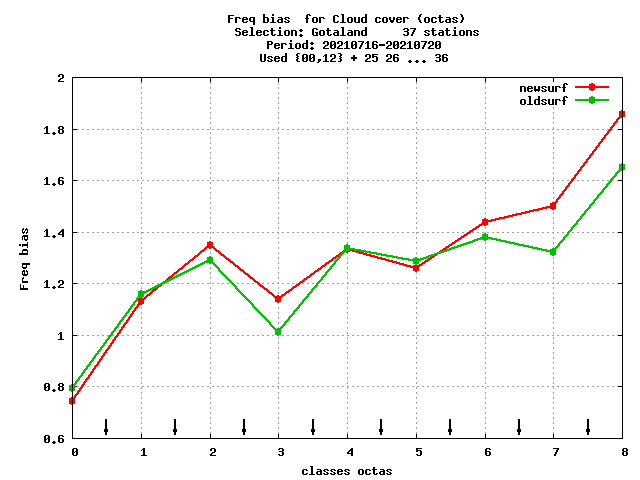 Freq bias  for Cloud cover (octas)
Selection: Gotaland     37 stations
Period: 20210716-20210720
Used {00,12} + 25 26 ... 36
newsurf
oldsurf
2
1.8
1.6
1.4
1.2
1
0.8
0.6
Freq bias
0 1 2 3 4 5 6 7 8
classes octas